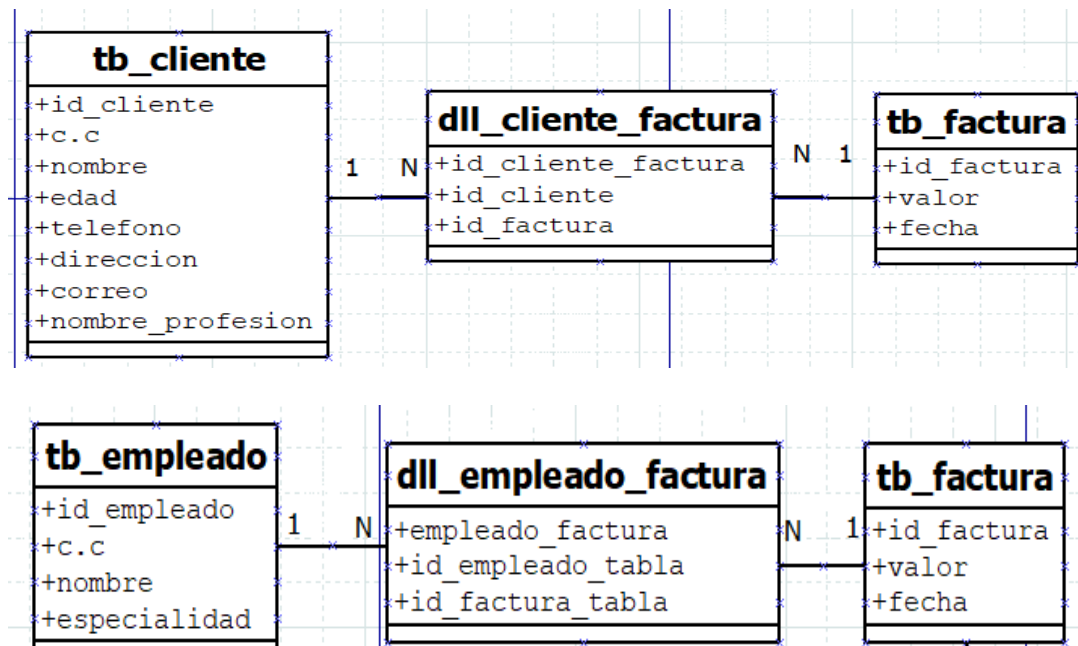 tb_cliente
+id_cliente
+c.c
+nombre
+edad
+telefono
+direccion
+correo
+nombre_profesion
1 N
dll_cliente_factura
+id_cliente_factura
+id_cliente
+id_factura
N 1
tb_factura
+id_factura
+valor
+fecha
tb_empleado
+id_empleado
+c.c
+nombre
+especialidad
1 N
dll_empleado_factura
+empleado_factura
+id_empleado_tabla
+id_factura_tabla
N 1
tb_factura
+id_factura
+valor
+fecha